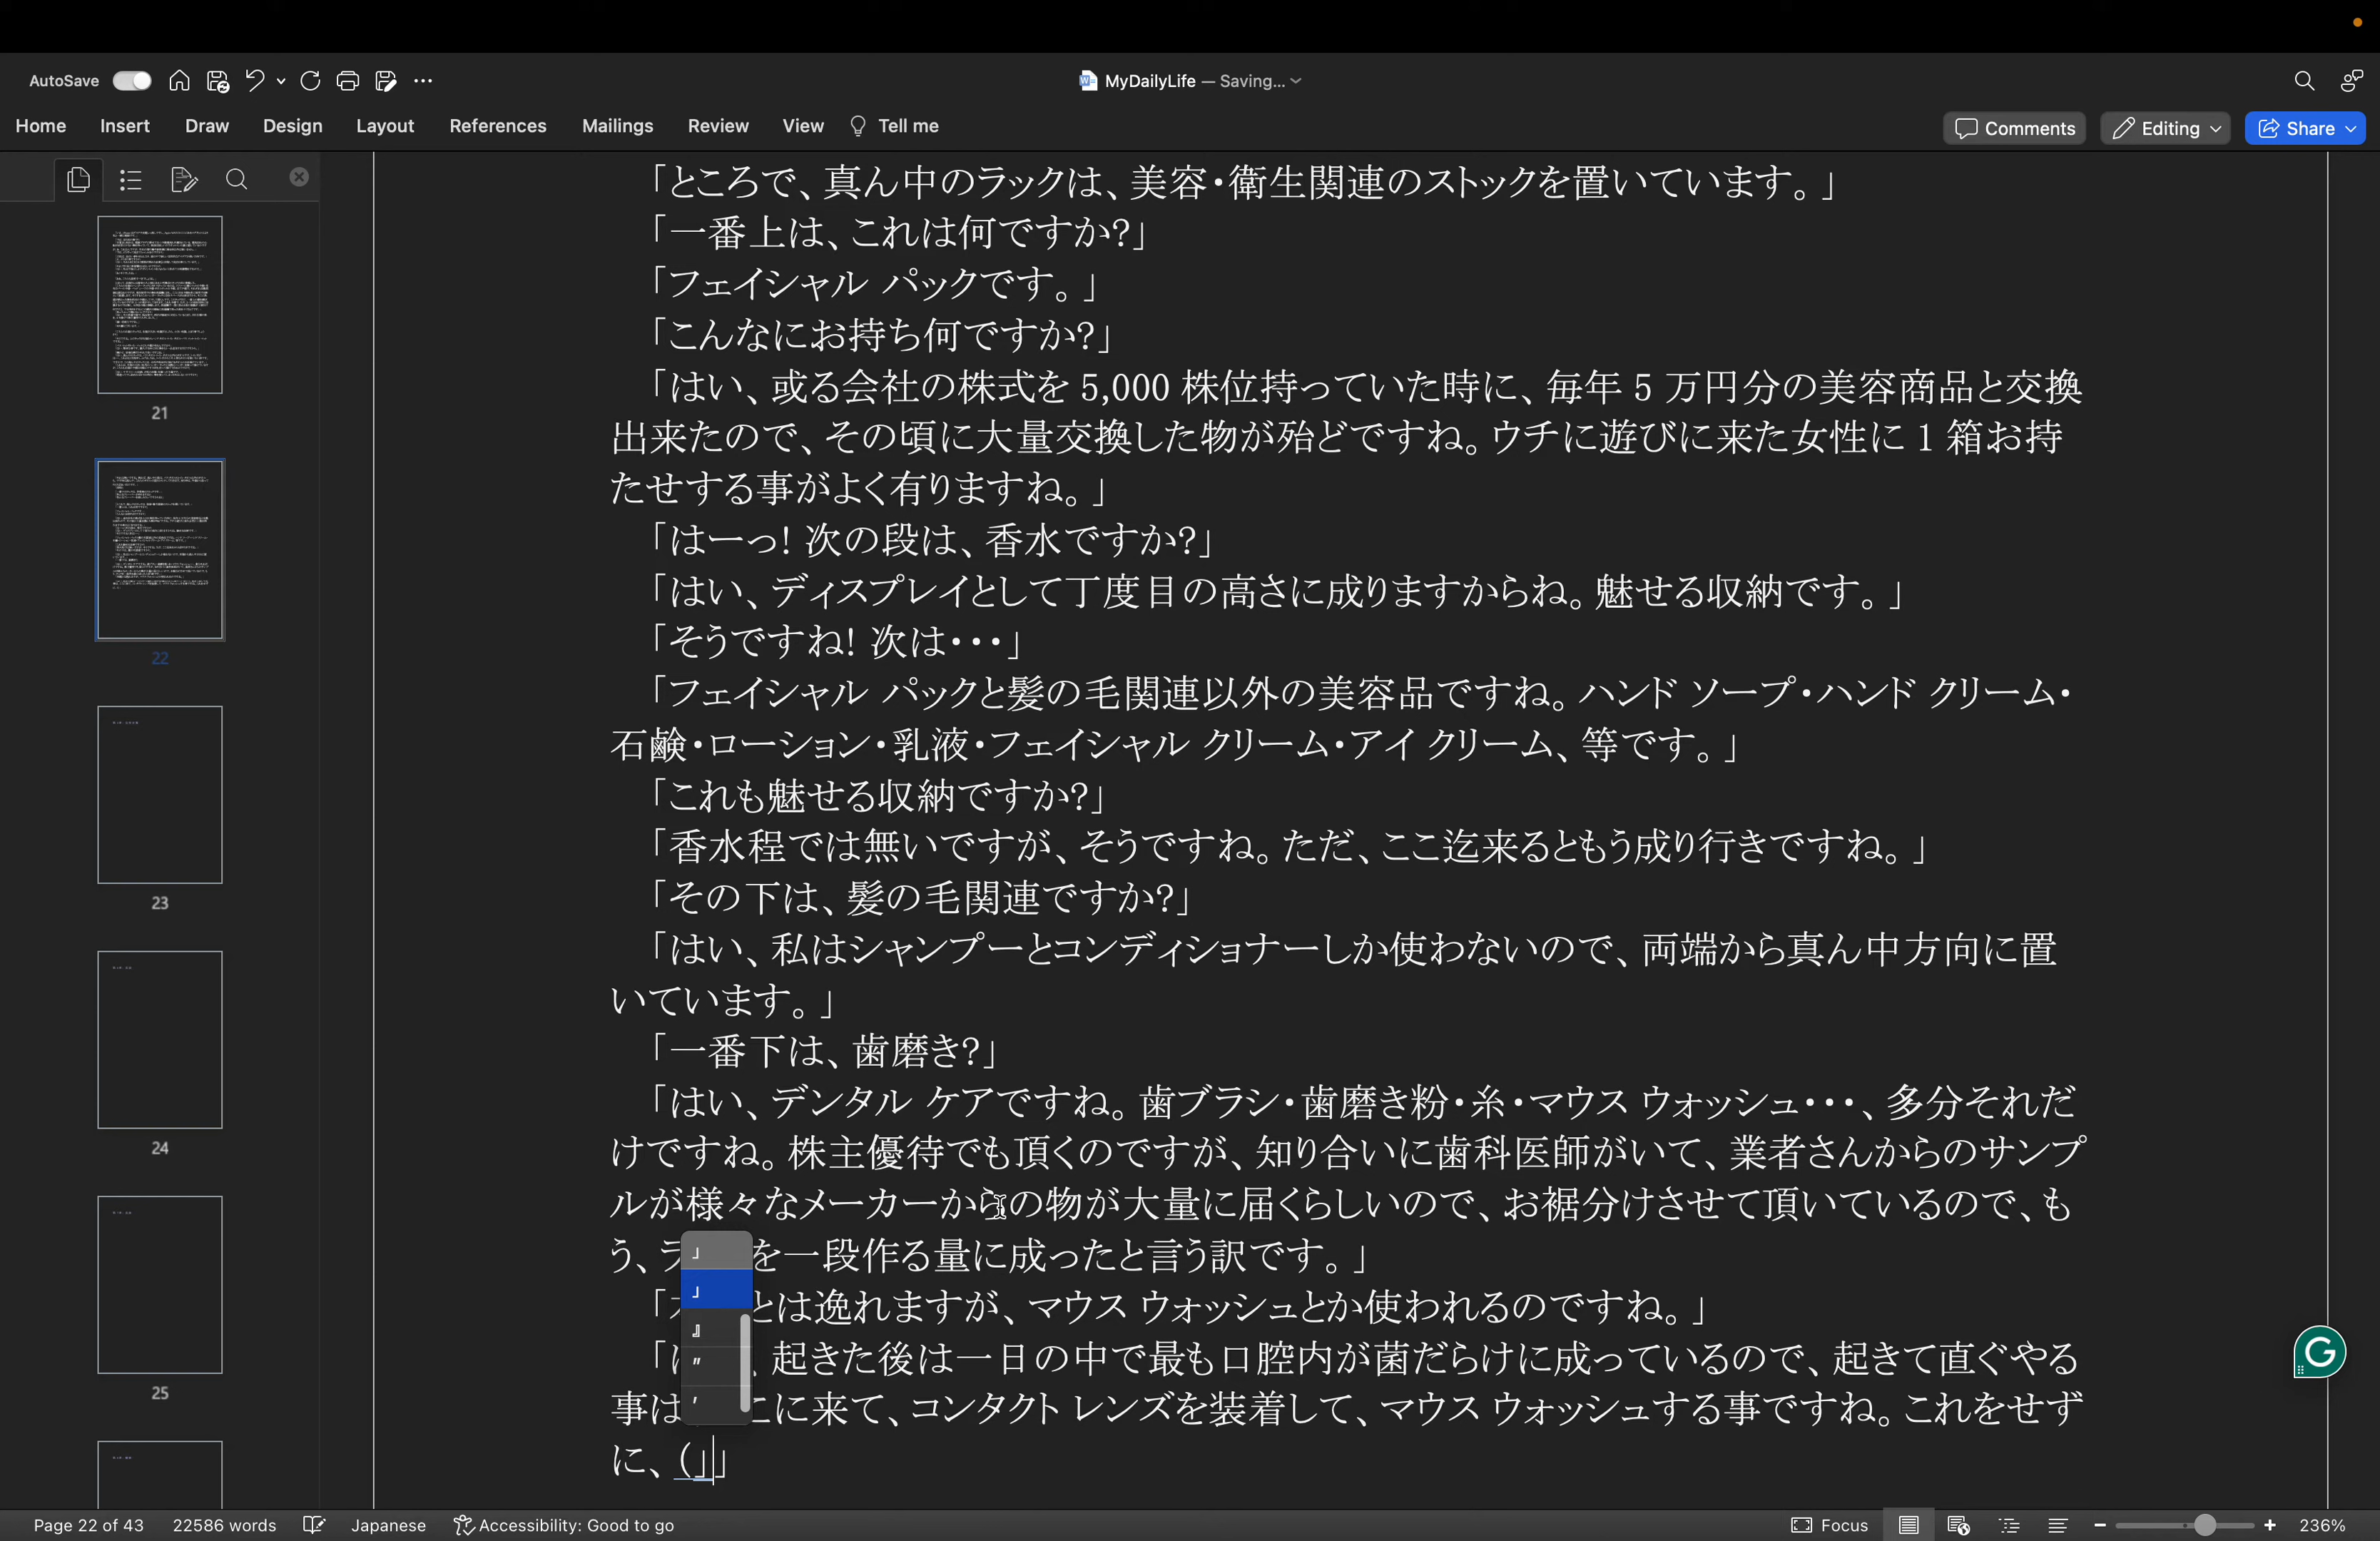 AutoSave
MyDailyLife — Saving...
Home Insert Draw Design Layout References Mailings Review View Tell me
Comments Editing Share
「ところで、真ん中のラックは、美容・衛生関連のストックを置いています。」
「一番上は、これは何ですか?」
「フェイシャル パックです。」
「こんなにお持ち何ですか?」
「はい、或る会社の株式を 5,000 株位持っていた時に、毎年 5 万円分の美容商品と交換
出来たので、その頃に大量交換した物が殆どですね。ウチに遊びに来た女性に 1 箱お持
たせする事がよく有りますね。」
「はーっ! 次の段は、香水ですか?」
「はい、ディスプレイとして丁度目の高さに成りますからね。魅せる収納です。」
「そうですね! 次は・・・」
「フェイシャル パックと髪の毛関連以外の美容品ですね。ハンド ソープ・ハンド クリーム・
石鹸・ローション・乳液・フェイシャル クリーム・アイ クリーム、等です。」
「これも魅せる収納ですか?」
「香水程では無いですが、そうですね。ただ、ここ迄来るともう成り行きですね。」
「その下は、髪の毛関連ですか?」
「はい、私はシャンプーとコンディショナーしか使わないので、両端から真ん中方向に置
いています。」
「一番下は、歯磨き?」
「はい、デンタル ケアですね。歯ブラシ・歯磨き粉・糸・マウス ウォッシュ・・・、多分それだ
けですね。株主優待でも頂くのですが、知り合いに歯科医師がいて、業者さんからのサンプ
ルが様々なメーカーからの物が大量に届くらしいので、お裾分けさせて頂いているので、も
う、ラ を一段作る量に成ったと言う訳です。」
「 とは逸れますが、マウス ウォッシュとか使われるのですね。」
「は 、起きた後は一日の中で最も口腔内が菌だらけに成っているので、起きて直ぐやる
事は こに来て、コンタクト レンズを装着して、マウス ウォッシュする事ですね。これをせず
に、(」」
」
」
』
"
'
21
22
23
24
25
Page 22 of 43 22586 words Japanese Accessibility: Good to go Focus 236%